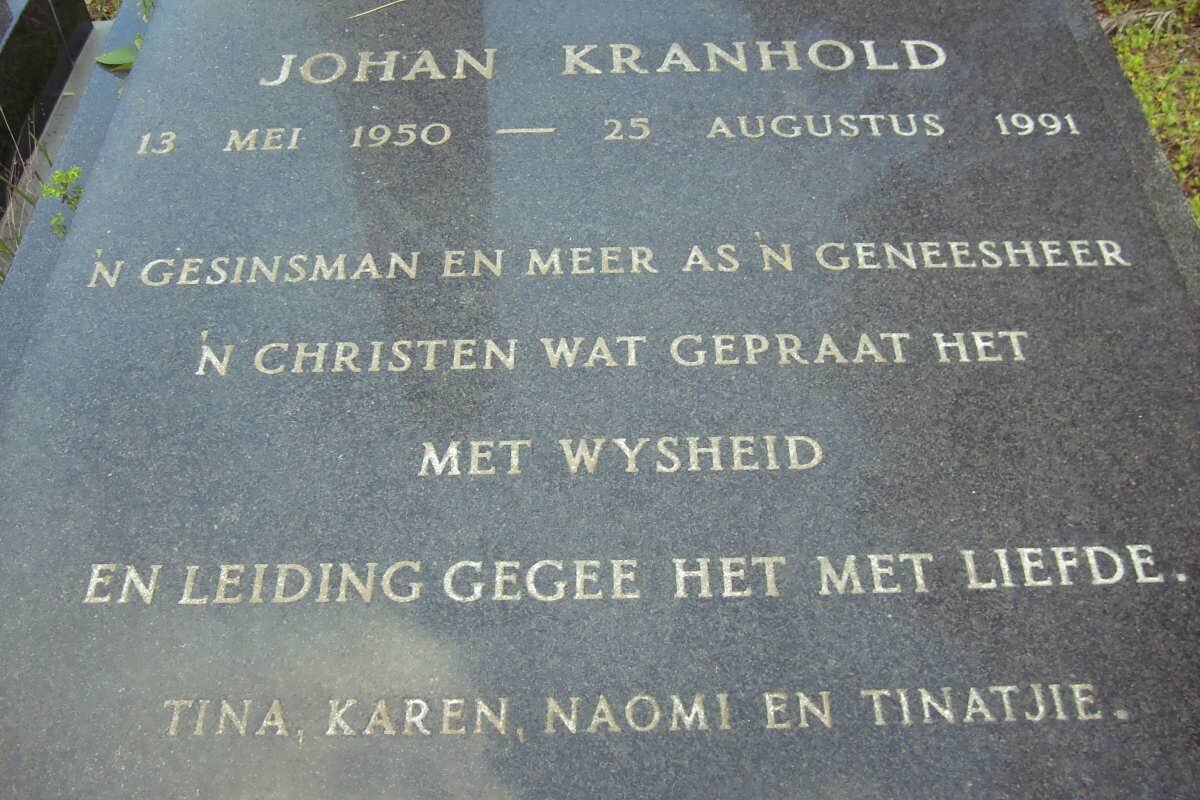 JOHAN KRANHOLD
13 MEI 1950 — 25 AUGUSTUS 1991
'N GESINSMAN EN MEER AS 'N GENEESHEER
'N CHRISTEN WAT GEPRAAT HET
MET WYSHEID
EN LEIDING GEGEE HET MET LIEFDE.
TINA, KAREN, NAOMI EN TINATJIE.